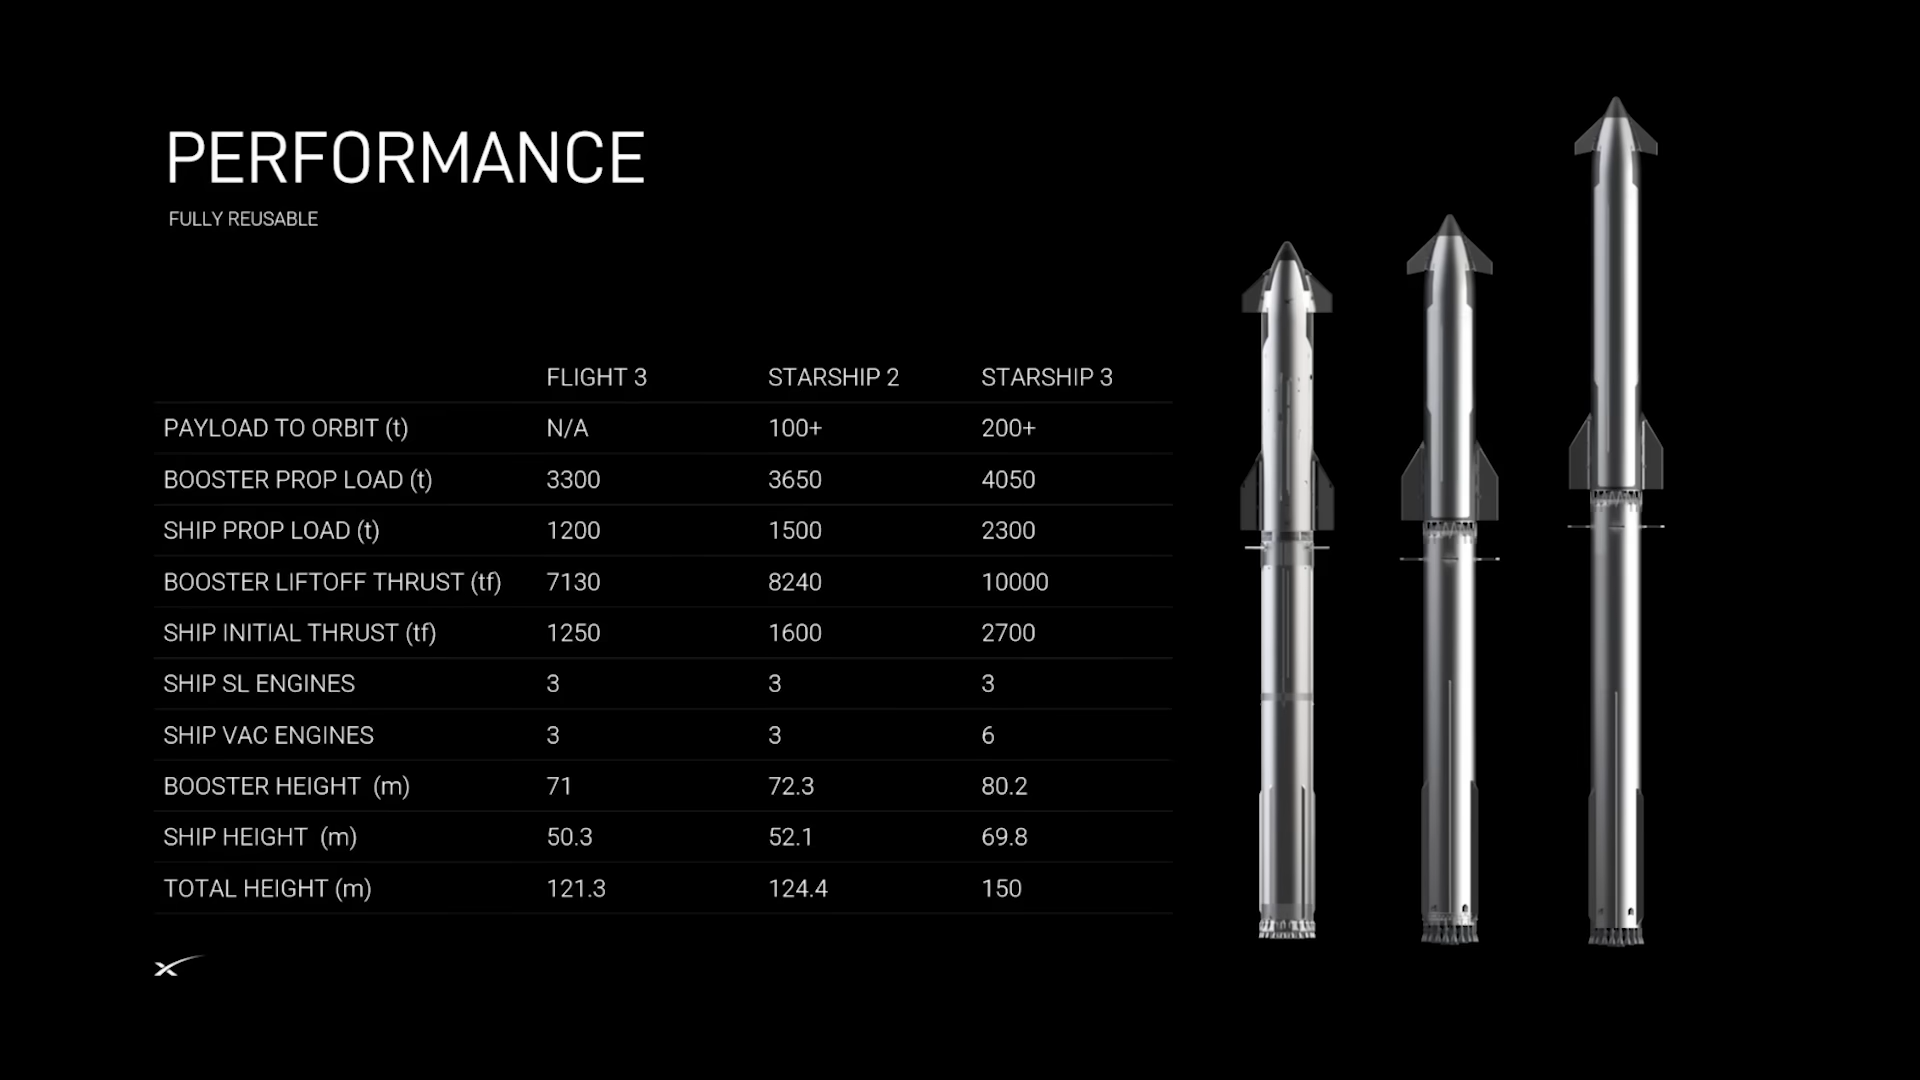 PERFORMANCE
FULLY REUSABLE
FLIGHT 3 STARSHIP 2 STARSHIP 3
PAYLOAD TO ORBIT (t) N/A 100+ 200+
BOOSTER PROP LOAD (t) 3300 3650 4050
SHIP PROP LOAD (t) 1200 1500 2300
BOOSTER LIFTOFF THRUST (tf) 7130 8240 10000
SHIP INITIAL THRUST (tf) 1250 1600 2700
SHIP SL ENGINES 3 3 3
SHIP VAC ENGINES 3 3 6
BOOSTER HEIGHT (m) 71 72.3 80.2
SHIP HEIGHT (m) 50.3 52.1 69.8
TOTAL HEIGHT (m) 121.3 124.4 150